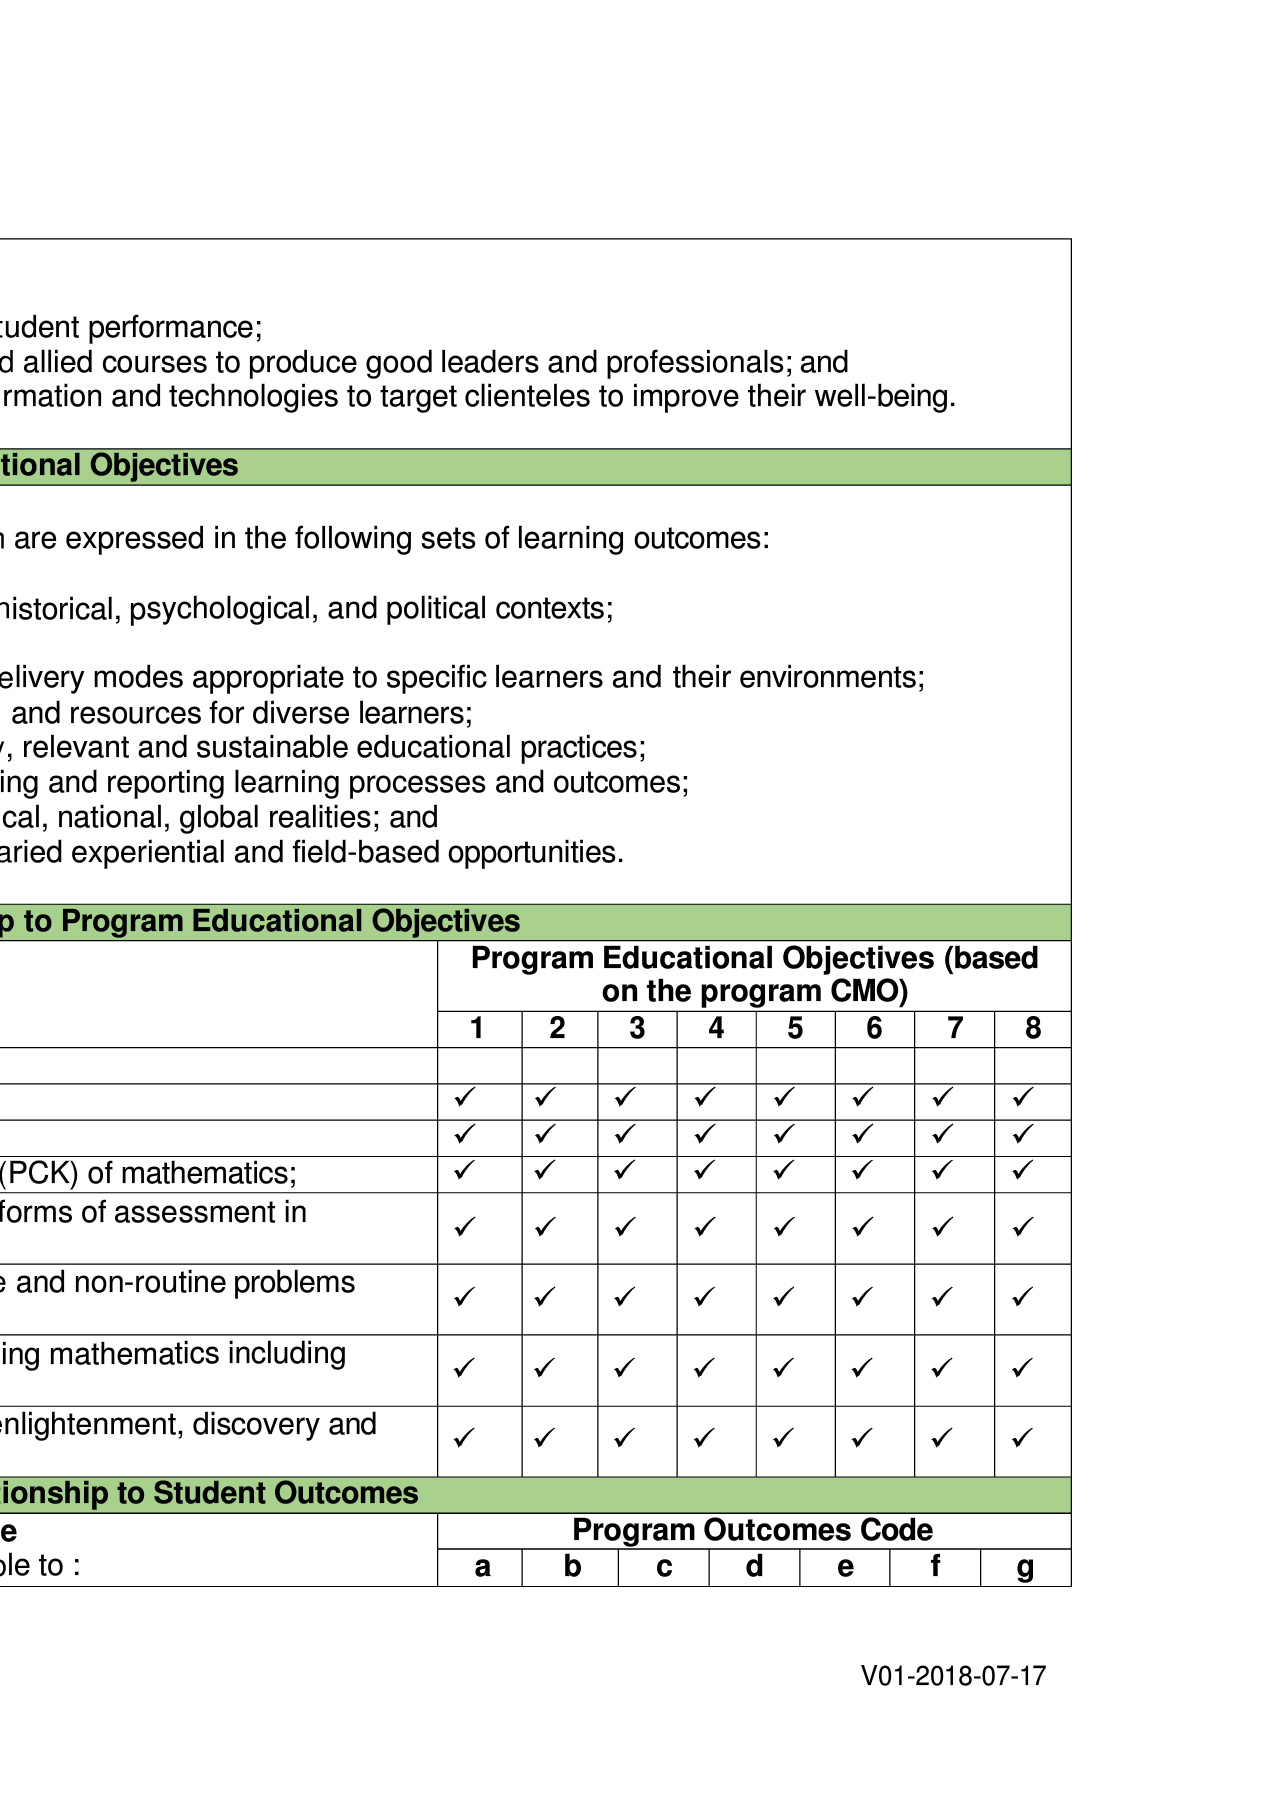 tudent performance;
d allied courses to produce good leaders and professionals; and
rmation and technologies to target clienteles to improve their well-being.
tional Objectives
are expressed in the following sets of learning outcomes:
historical, psychological, and political contexts;
elivery modes appropriate to specific learners and their environments;
and resources for diverse learners;
, relevant and sustainable educational practices;
ing and reporting learning processes and outcomes;
cal, national, global realities; and
aried experiential and field-based opportunities.
p to Program Educational Objectives
Program Educational Objectives (based
on the program CMO)
1 2 3 4 5 6 7 8
✓ ✓ ✓ ✓ ✓ ✓ ✓ ✓
✓ ✓ ✓ ✓ ✓ ✓ ✓ ✓
(PCK) of mathematics; ✓ ✓ ✓ ✓ ✓ ✓ ✓ ✓
forms of assessment in
✓ ✓ ✓ ✓ ✓ ✓ ✓ ✓
e and non-routine problems
✓ ✓ ✓ ✓ ✓ ✓ ✓ ✓
ing mathematics including
✓ ✓ ✓ ✓ ✓ ✓ ✓ ✓
enlightenment, discovery and
✓ ✓ ✓ ✓ ✓ ✓ ✓ ✓
tionship to Student Outcomes
e Program Outcomes Code
ble to : a b c d e f g
V01-2018-07-17